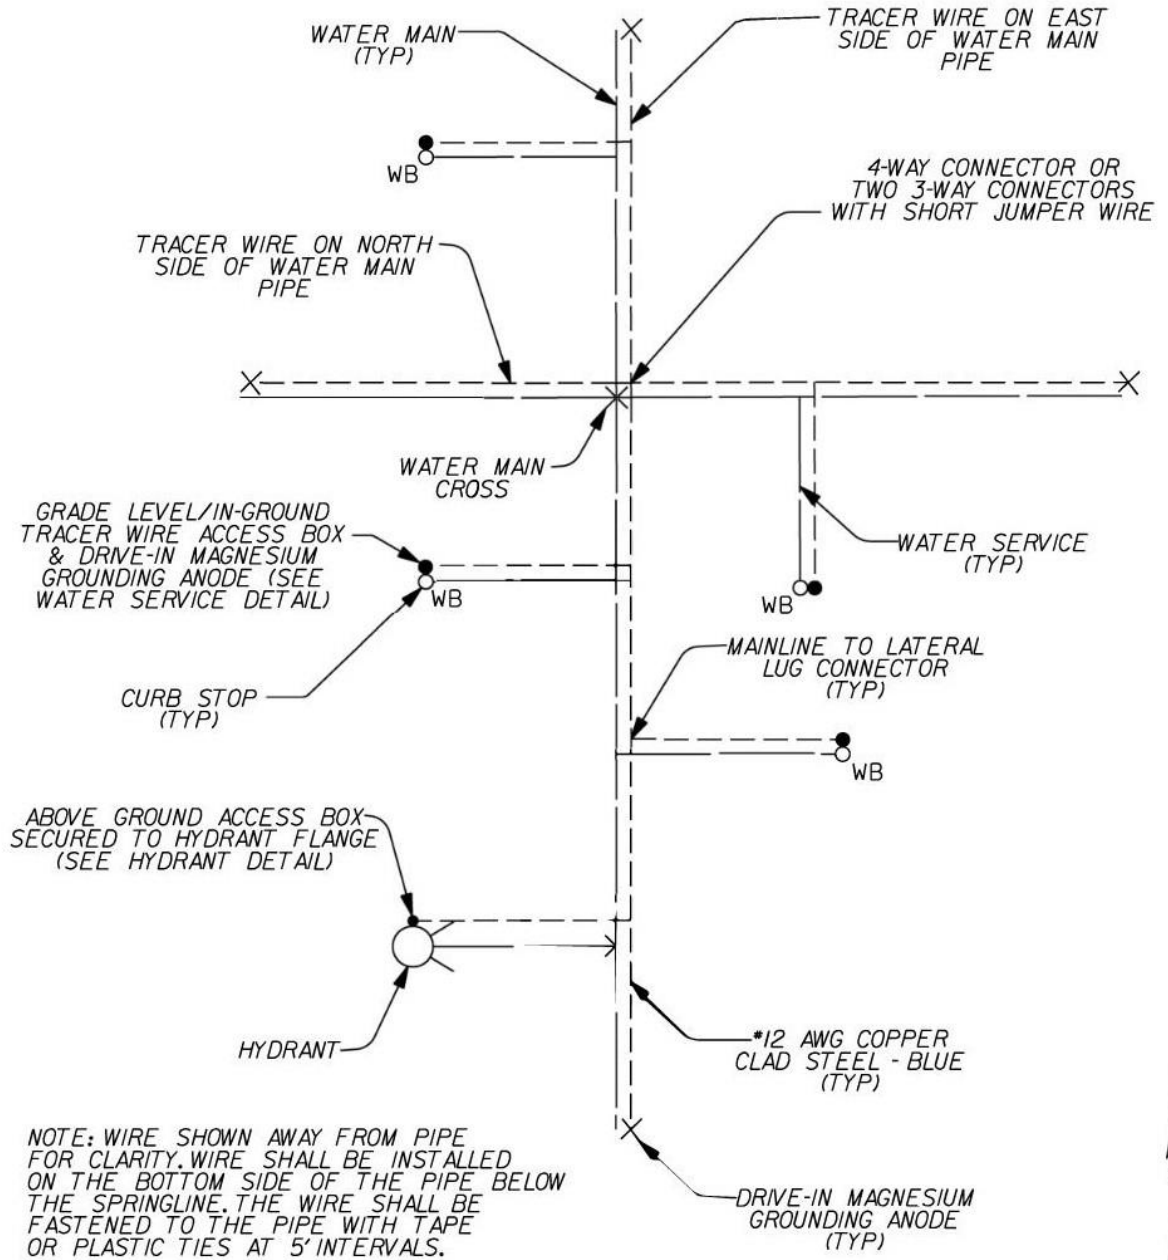 WATER MAIN
(TYP)
TRACER WIRE ON EAST
SIDE OF WATER MAIN
PIPE
WB
4-WAY CONNECTOR OR
TWO 3-WAY CONNECTORS
WITH SHORT JUMPER WIRE
TRACER WIRE ON NORTH
SIDE OF WATER MAIN
PIPE
WATER MAIN
CROSS
GRADE LEVEL/IN-GROUND
TRACER WIRE ACCESS BOX
& DRIVE-IN MAGNESIUM
GROUNDING ANODE (SEE
WATER SERVICE DETAIL)
WB
WATER SERVICE
(TYP)
WB
CURB STOP
(TYP)
MAINLINE TO LATERAL
LUG CONNECTOR
(TYP)
WB
ABOVE GROUND ACCESS BOX
SECURED TO HYDRANT FLANGE
(SEE HYDRANT DETAIL)
HYDRANT
#12 AWG COPPER
CLAD STEEL - BLUE
(TYP)
NOTE: WIRE SHOWN AWAY FROM PIPE
FOR CLARITY. WIRE SHALL BE INSTALLED
ON THE BOTTOM SIDE OF THE PIPE BELOW
THE SPRINGLINE. THE WIRE SHALL BE
FASTENED TO THE PIPE WITH TAPE
OR PLASTIC TIES AT 5' INTERVALS.
DRIVE-IN MAGNESIUM
GROUNDING ANODE
(TYP)